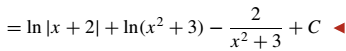 = ln |x + 2| + ln(x² + 3) − 2/(x² + 3) + C ◄